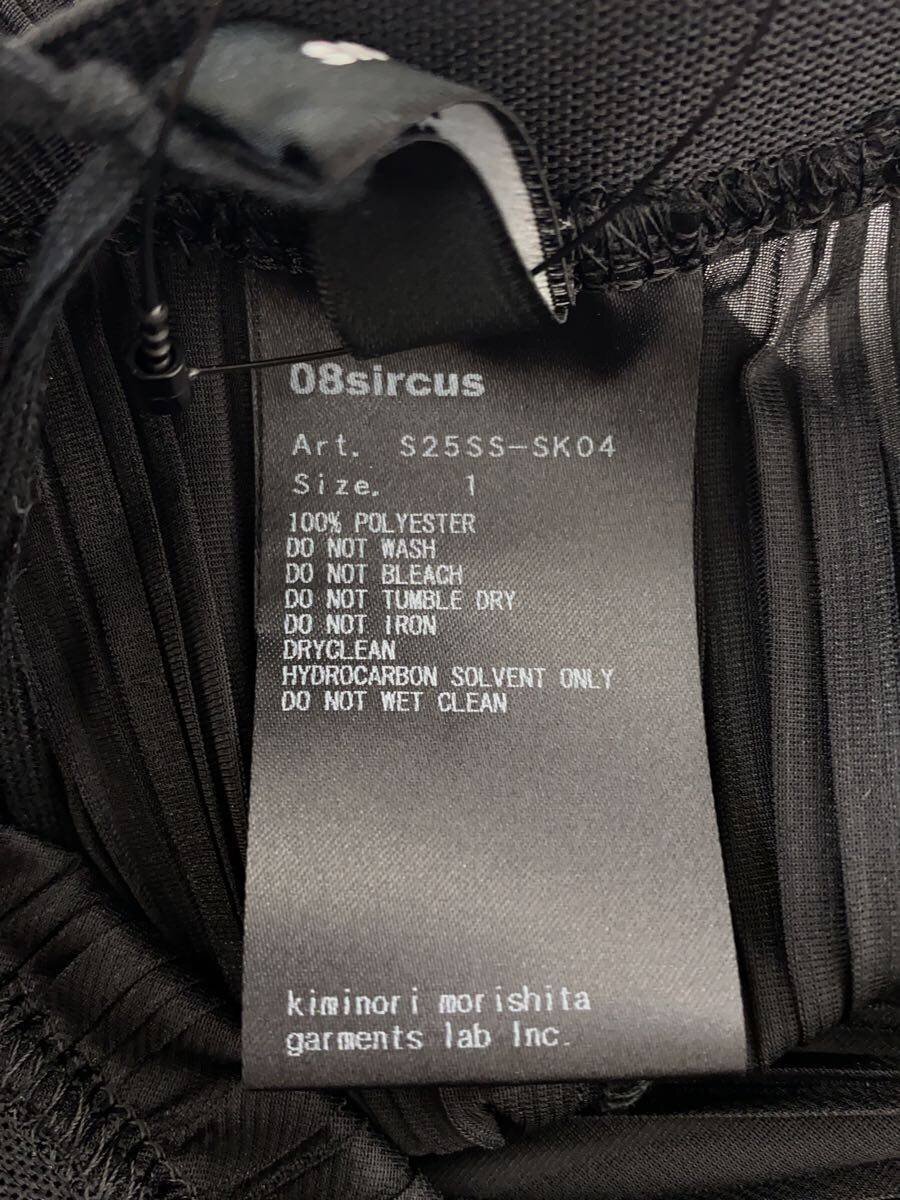 08sircus
Art. S25SS-SK04
Size. 1
100% POLYESTER
DO NOT WASH
DO NOT BLEACH
DO NOT TUMBLE DRY
DO NOT IRON
DRYCLEAN
HYDROCARBON SOLVENT ONLY
DO NOT WET CLEAN
kiminori morishita
garments lab Inc.